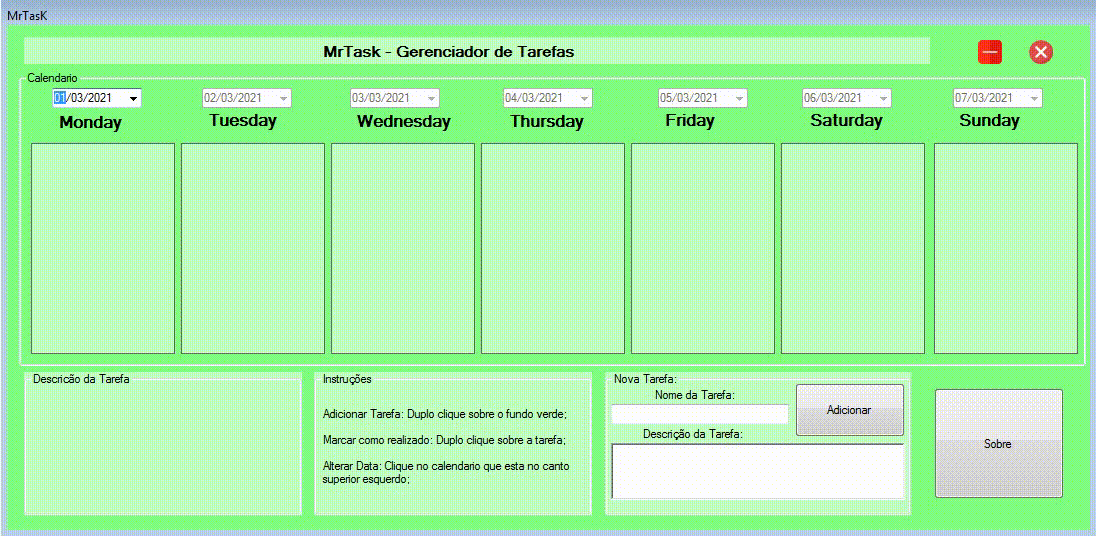 MrTasK
MrTask - Gerenciador de Tarefas
Calendario
01/03/2021 02/03/2021 03/03/2021 04/03/2021 05/03/2021 06/03/2021 07/03/2021
Monday Tuesday Wednesday Thursday Friday Saturday Sunday
Descricão da Tarefa
Instruções
Adicionar Tarefa: Duplo clique sobre o fundo verde;
Marcar como realizado: Duplo clique sobre a tarefa;
Alterar Data: Clique no calendario que esta no canto
superior esquerdo;
Nova Tarefa:
Nome da Tarefa:
Adicionar
Descrição da Tarefa:
Sobre